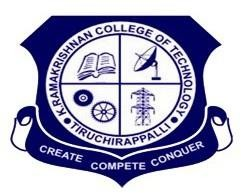 K.RAMAKRISHNAN COLLEGE OF TECHNOLOGY
• TIRUCHIRAPPALLI •
CREATE COMPETE CONQUER